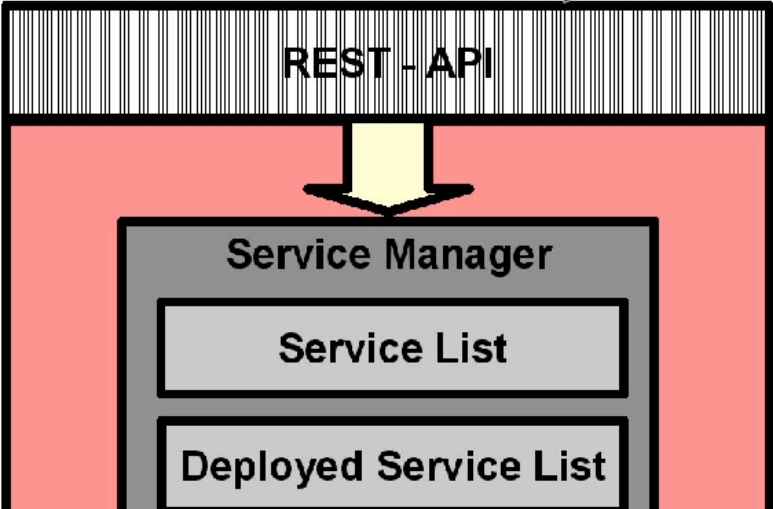 REST - API
Service Manager
Service List
Deployed Service List